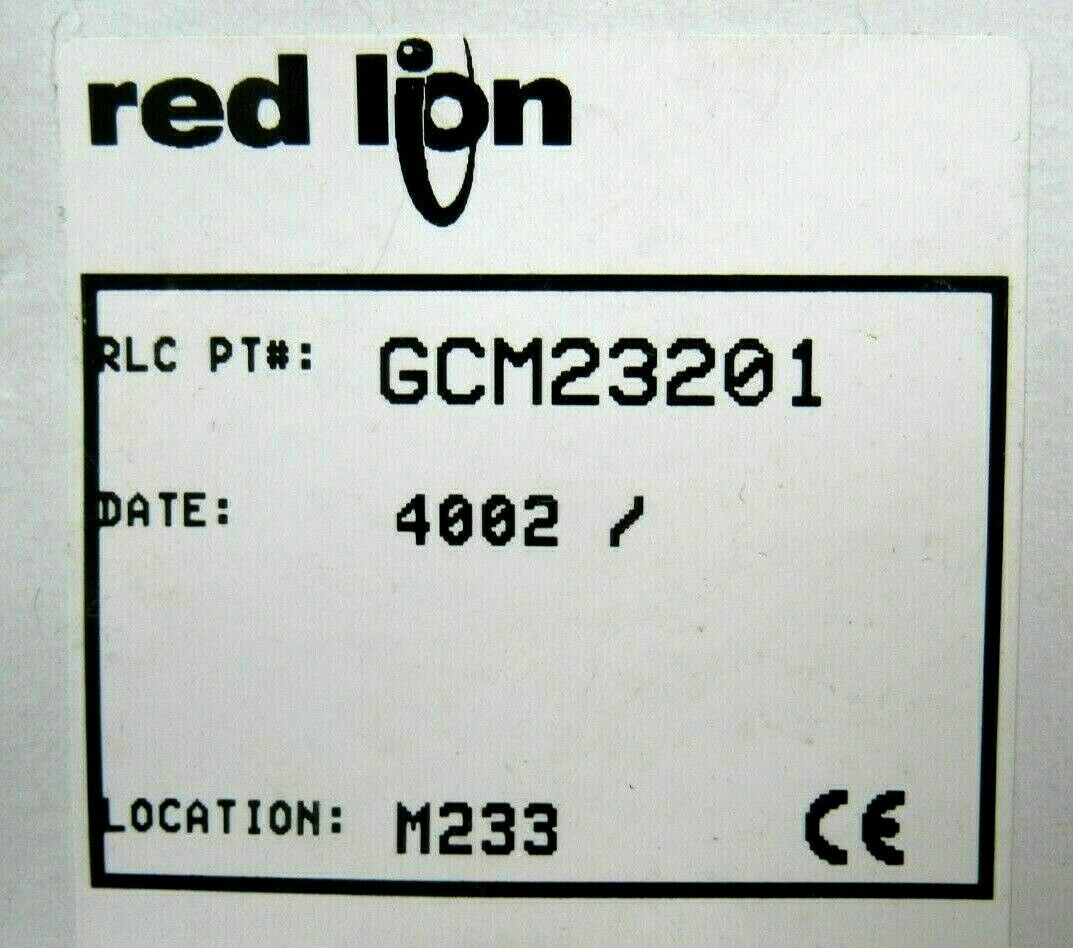 red lion
RLC PT#: GCM23201
DATE: 4002 /
LOCATION: M233 CE